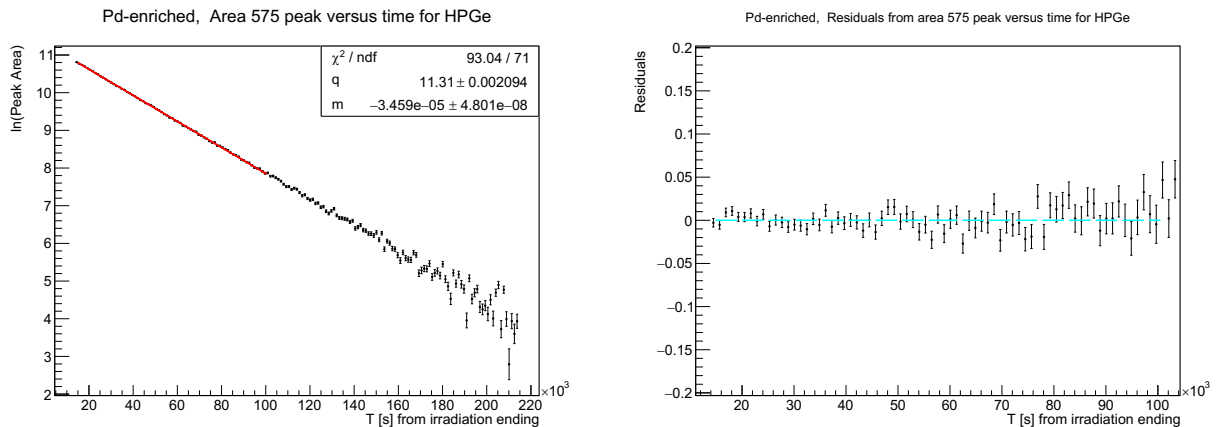 Pd-enriched,  Area 575 peak versus time for HPGe
ln(Peak Area)
11
10
9
8
7
6
5
4
3
2
χ² / ndf 93.04 / 71
q 11.31 ± 0.002094
m −3.459e−05 ± 4.801e−08
20 40 60 80 100 120 140 160 180 200 220
×10³
T [s] from irradiation ending
Pd-enriched,  Residuals from area 575 peak versus time for HPGe
Residuals
0.2
0.15
0.1
0.05
0
−0.05
−0.1
−0.15
−0.2
20 30 40 50 60 70 80 90 100
×10³
T [s] from irradiation ending